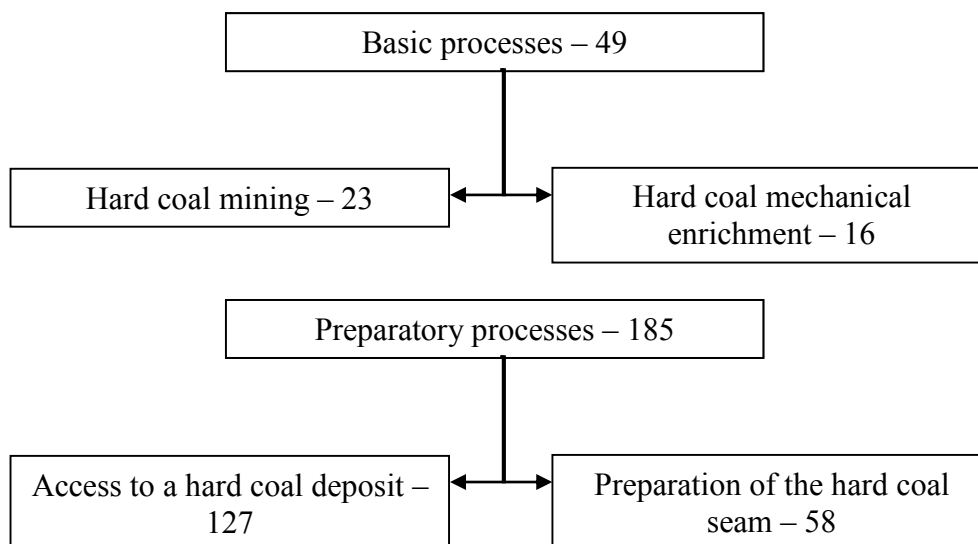 Basic processes – 49
Hard coal mining – 23
Hard coal mechanical
enrichment – 16
Preparatory processes – 185
Access to a hard coal deposit –
127
Preparation of the hard coal
seam – 58